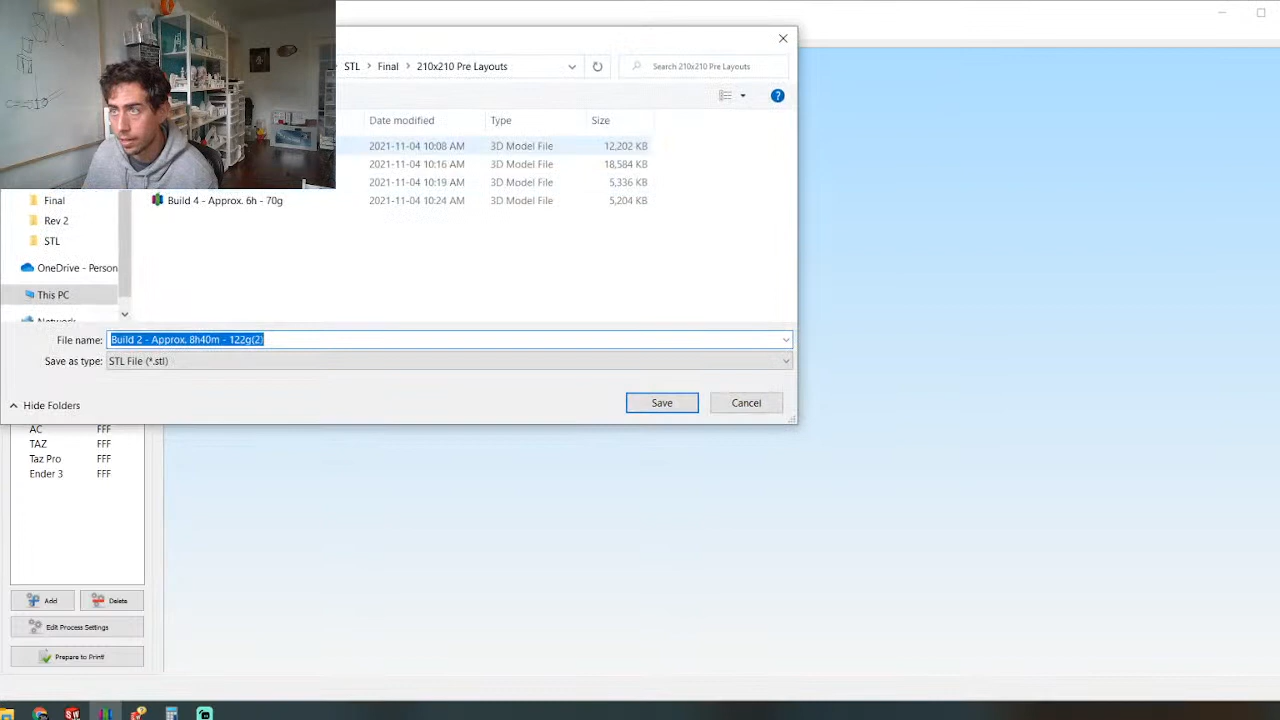 STL > Final > 210x210 Pre Layouts
Search 210x210 Pre Layouts
Date modified Type Size
2021-11-04 10:08 AM 3D Model File 12,202 KB
2021-11-04 10:16 AM 3D Model File 18,584 KB
2021-11-04 10:19 AM 3D Model File 5,336 KB
Build 4 - Approx. 6h - 70g 2021-11-04 10:24 AM 3D Model File 5,204 KB
Final
Rev 2
STL
OneDrive - Person
This PC
Network
File name: Build 2 - Approx. 8h40m - 122g(2)
Save as type: STL File (*.stl)
Hide Folders
Save Cancel
AC FFF
TAZ FFF
Taz Pro FFF
Ender 3 FFF
Add Delete
Edit Process Settings
Prepare to Print!